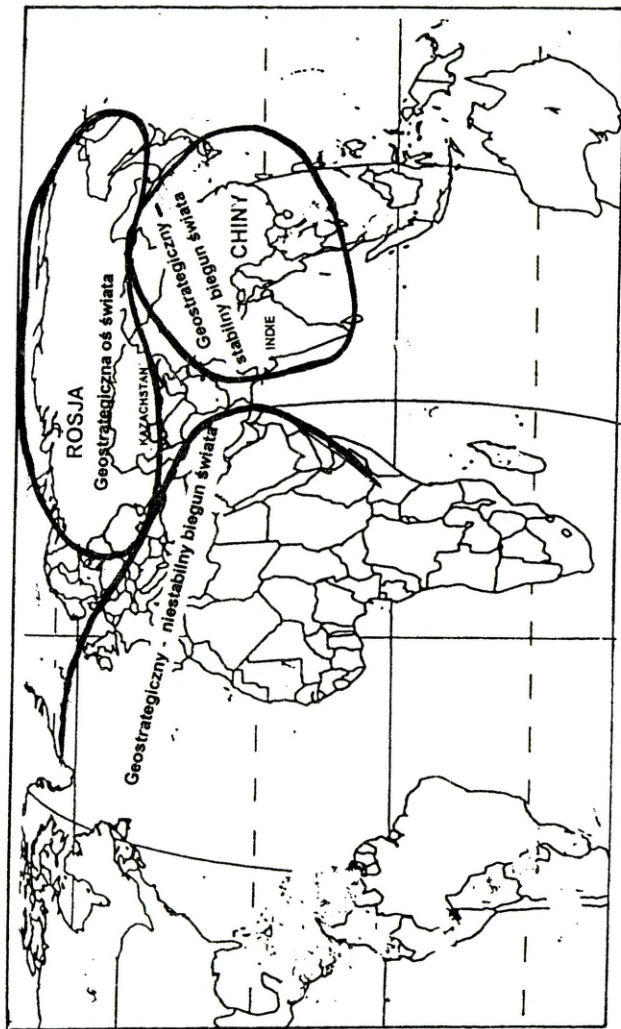 ROSJA
Geostrategiczna oś świata
KAZACHSTAN
Geostrategiczny –
stabilny biegun świata
CHINY
INDIE
Geostrategiczny - niestabilny biegun świata